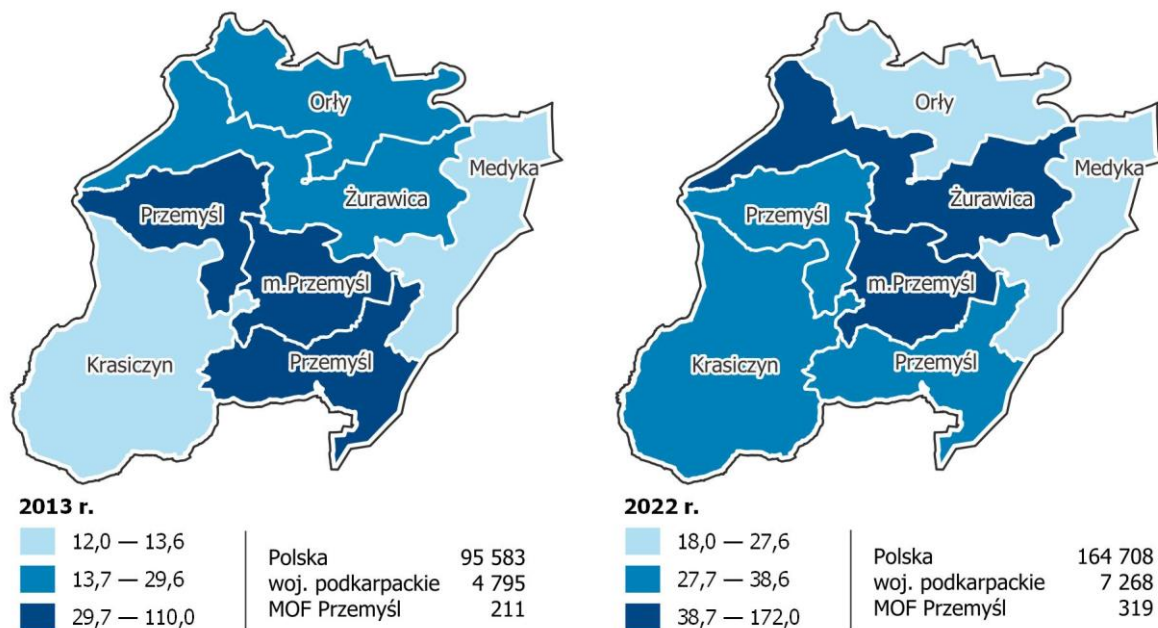 Orły
Medyka
Przemyśl
Żurawica
m.Przemyśl
Krasiczyn
Przemyśl
2013 r.
12,0 — 13,6
13,7 — 29,6
29,7 — 110,0
Polska 95 583
woj. podkarpackie 4 795
MOF Przemyśl 211
Orły
Medyka
Przemyśl
Żurawica
m.Przemyśl
Krasiczyn
Przemyśl
2022 r.
18,0 — 27,6
27,7 — 38,6
38,7 — 172,0
Polska 164 708
woj. podkarpackie 7 268
MOF Przemyśl 319